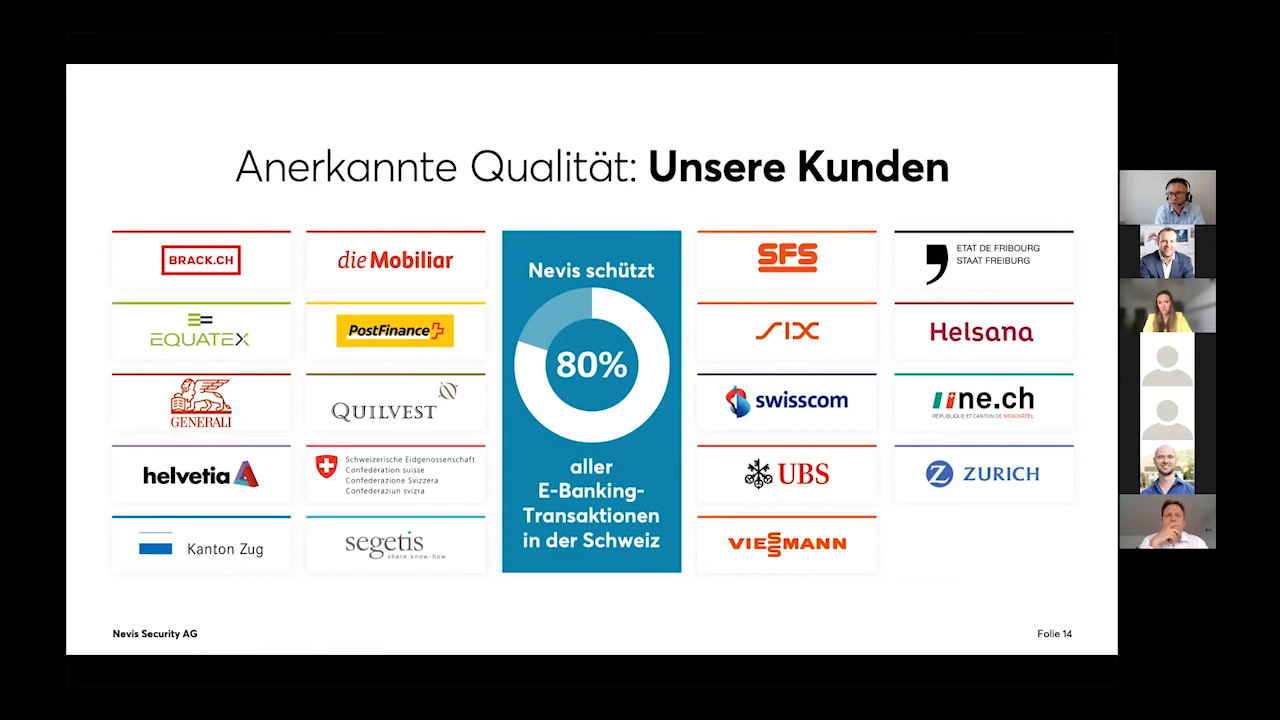 Anerkannte Qualität: Unsere Kunden
BRACK.CH
die Mobiliar
EQUATEX
PostFinance
GENERALI
QUILVEST
helvetia
Schweizerische Eidgenossenschaft
Confédération suisse
Confederazione Svizzera
Confederaziun svizra
Kanton Zug
segetis
share know-how
Nevis schützt
80%
aller
E-Banking-
Transaktionen
in der Schweiz
SFS
ETAT DE FRIBOURG
STAAT FREIBURG
SIX
Helsana
swisscom
ne.ch
RÉPUBLIQUE ET CANTON DE NEUCHÂTEL
UBS
ZURICH
VIESSMANN
Nevis Security AG
Folie 14